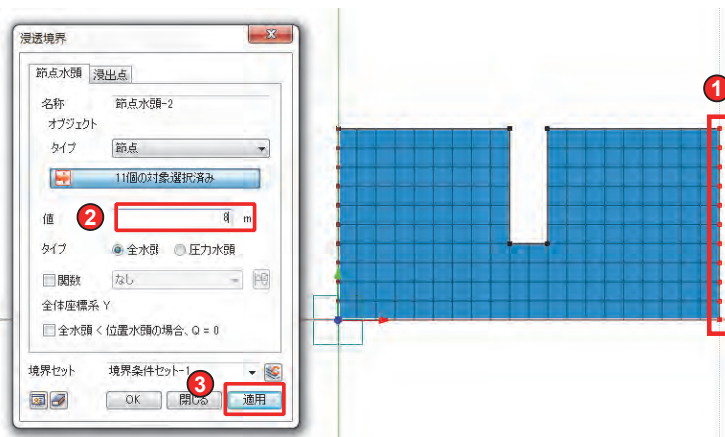 浸透境界
節点水頭 浸出点
名称 節点水頭-2
オブジェクト
タイプ 節点
11個の対象選択済み
値 8 m
タイプ 全水頭 圧力水頭
関数 なし
全体座標系 Y
全水頭 < 位置水頭の場合、Q = 0
境界セット 境界条件セット-1
OK 閉じる 適用
1
2
3